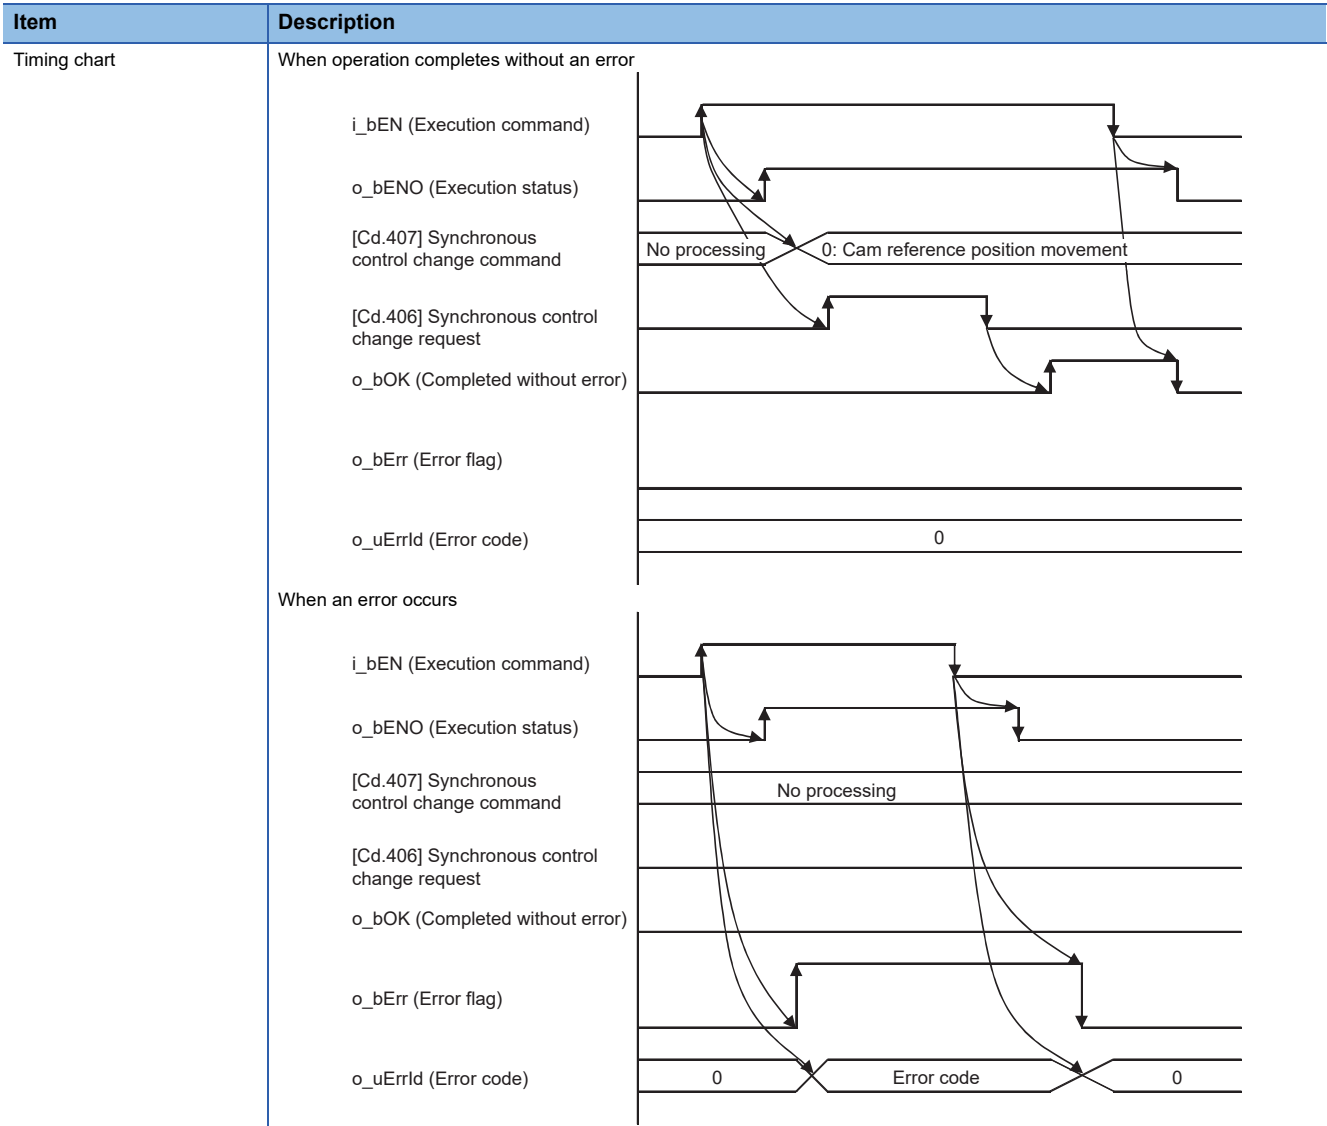 Item Description
Timing chart When operation completes without an error
i_bEN (Execution command)
o_bENO (Execution status)
[Cd.407] Synchronous
control change command
No processing 0: Cam reference position movement
[Cd.406] Synchronous control
change request
o_bOK (Completed without error)
o_bErr (Error flag)
o_uErrId (Error code) 0
When an error occurs
i_bEN (Execution command)
o_bENO (Execution status)
[Cd.407] Synchronous
control change command
No processing
[Cd.406] Synchronous control
change request
o_bOK (Completed without error)
o_bErr (Error flag)
o_uErrId (Error code) 0 Error code 0